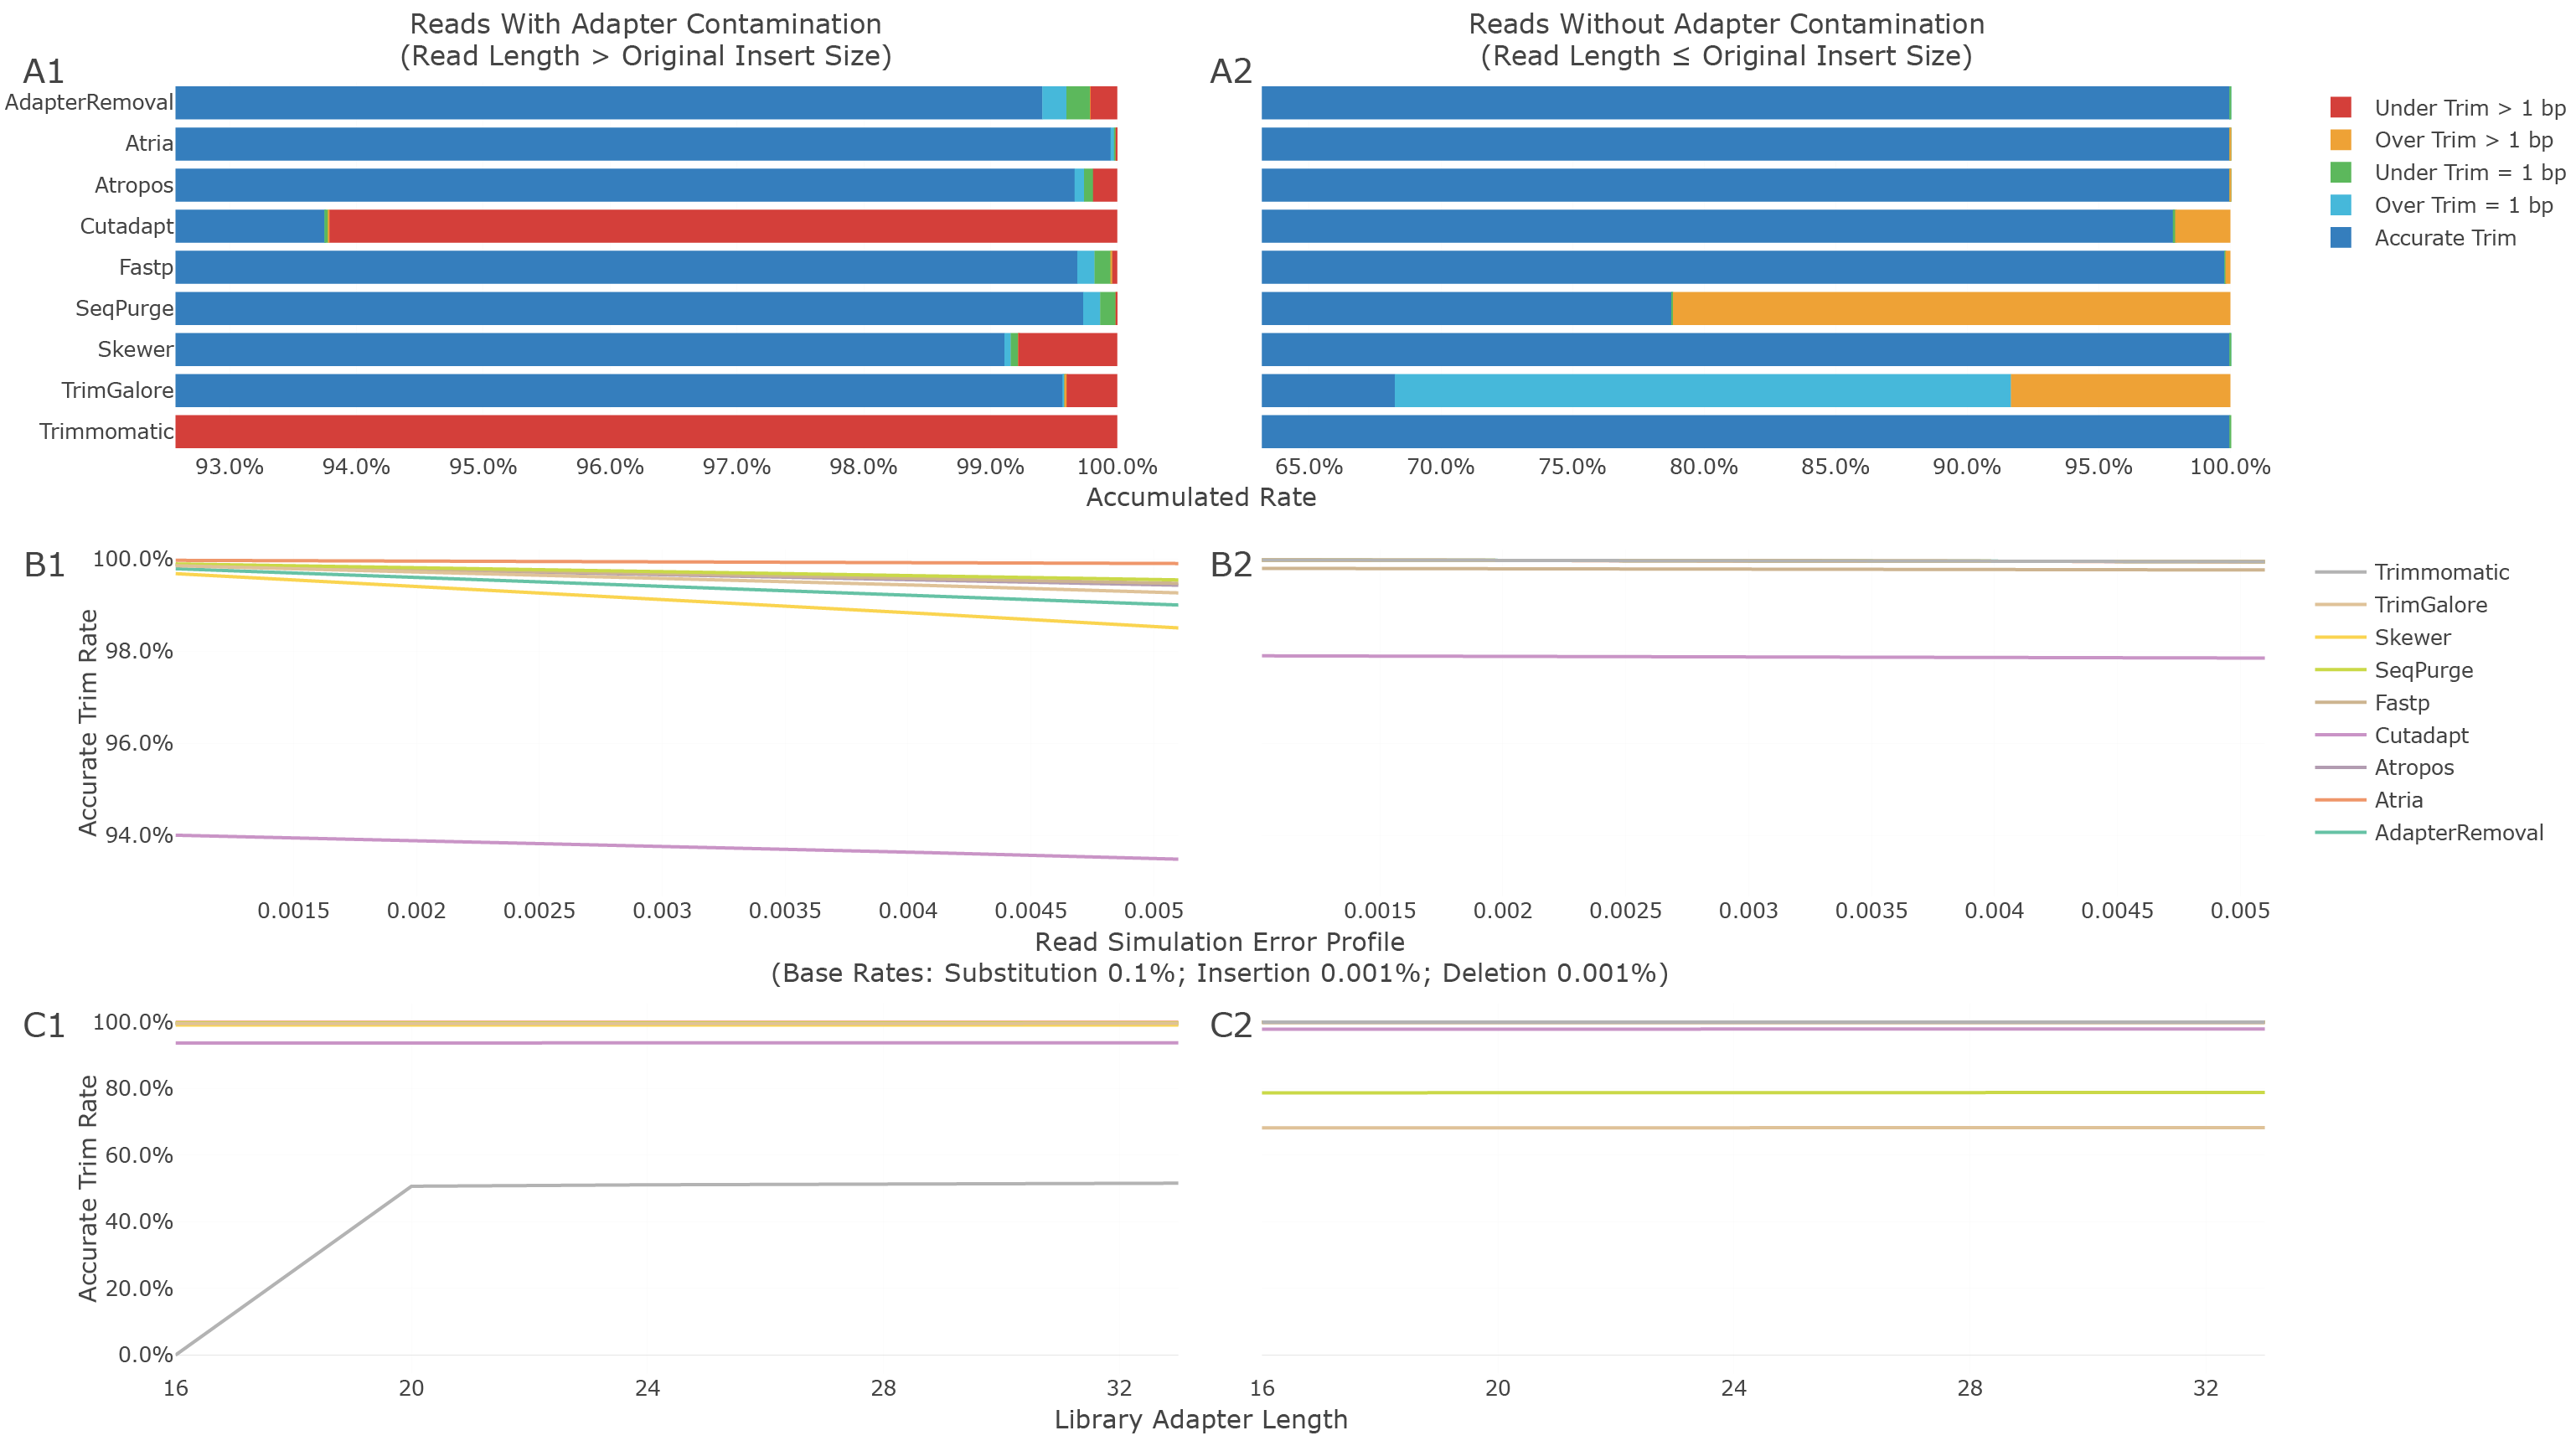 Reads With Adapter Contamination
(Read Length > Original Insert Size)
Reads Without Adapter Contamination
(Read Length ≤ Original Insert Size)
A1
A2
AdapterRemoval
Atria
Atropos
Cutadapt
Fastp
SeqPurge
Skewer
TrimGalore
Trimmomatic
93.0% 94.0% 95.0% 96.0% 97.0% 98.0% 99.0% 100.0%
65.0% 70.0% 75.0% 80.0% 85.0% 90.0% 95.0% 100.0%
Accumulated Rate
Under Trim > 1 bp
Over Trim > 1 bp
Under Trim = 1 bp
Over Trim = 1 bp
Accurate Trim
B1
B2
Accurate Trim Rate
100.0%
98.0%
96.0%
94.0%
0.0015 0.002 0.0025 0.003 0.0035 0.004 0.0045 0.005
0.0015 0.002 0.0025 0.003 0.0035 0.004 0.0045 0.005
Read Simulation Error Profile
(Base Rates: Substitution 0.1%; Insertion 0.001%; Deletion 0.001%)
Trimmomatic
TrimGalore
Skewer
SeqPurge
Fastp
Cutadapt
Atropos
Atria
AdapterRemoval
C1
C2
Accurate Trim Rate
100.0%
80.0%
60.0%
40.0%
20.0%
0.0%
16 20 24 28 32
16 20 24 28 32
Library Adapter Length